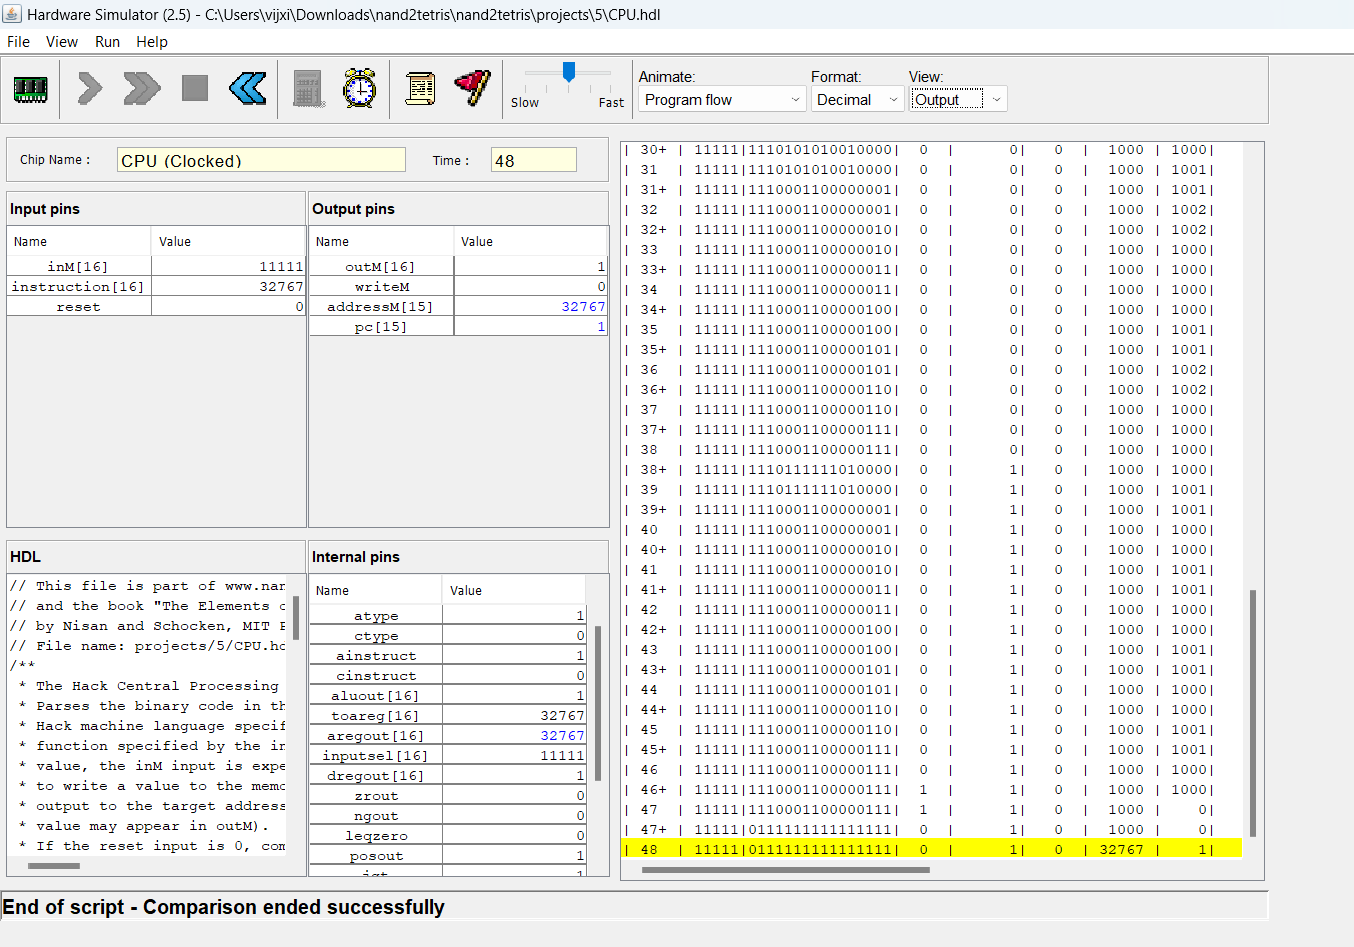 Hardware Simulator (2.5) - C:\Users\vijxi\Downloads\nand2tetris\nand2tetris\projects\5\CPU.hdl
File View Run Help
Slow Fast
Animate: Format: View:
Program flow Decimal Output
Chip Name : CPU (Clocked) Time : 48
Input pins
Name Value
inM[16] 11111
instruction[16] 32767
reset 0
Output pins
Name Value
outM[16] 1
writeM 0
addressM[15] 32767
pc[15] 1
HDL
// This file is part of www.nan
// and the book "The Elements o
// by Nisan and Schocken, MIT P
// File name: projects/5/CPU.hd
/**
* The Hack Central Processing
* Parses the binary code in th
* Hack machine language specif
* function specified by the in
* value, the inM input is expe
* to write a value to the memo
* output to the target address
* value may appear in outM).
* If the reset input is 0, com
Internal pins
Name Value
atype 1
ctype 0
ainstruct 1
cinstruct 0
aluout[16] 1
toareg[16] 32767
aregout[16] 32767
inputsel[16] 11111
dregout[16] 1
zrout 0
ngout 0
leqzero 0
posout 1
| 30+ | 11111|1110101010010000| 0 | 0| 0 | 1000 | 1000|
| 31 | 11111|1110101010010000| 0 | 0| 0 | 1000 | 1001|
| 31+ | 11111|1110001100000001| 0 | 0| 0 | 1000 | 1001|
| 32 | 11111|1110001100000001| 0 | 0| 0 | 1000 | 1002|
| 32+ | 11111|1110001100000010| 0 | 0| 0 | 1000 | 1002|
| 33 | 11111|1110001100000010| 0 | 0| 0 | 1000 | 1000|
| 33+ | 11111|1110001100000011| 0 | 0| 0 | 1000 | 1000|
| 34 | 11111|1110001100000011| 0 | 0| 0 | 1000 | 1000|
| 34+ | 11111|1110001100000100| 0 | 0| 0 | 1000 | 1000|
| 35 | 11111|1110001100000100| 0 | 0| 0 | 1000 | 1001|
| 35+ | 11111|1110001100000101| 0 | 0| 0 | 1000 | 1001|
| 36 | 11111|1110001100000101| 0 | 0| 0 | 1000 | 1002|
| 36+ | 11111|1110001100000110| 0 | 0| 0 | 1000 | 1002|
| 37 | 11111|1110001100000110| 0 | 0| 0 | 1000 | 1000|
| 37+ | 11111|1110001100000111| 0 | 0| 0 | 1000 | 1000|
| 38 | 11111|1110001100000111| 0 | 0| 0 | 1000 | 1000|
| 38+ | 11111|1110111111010000| 0 | 1| 0 | 1000 | 1000|
| 39 | 11111|1110111111010000| 0 | 1| 0 | 1000 | 1001|
| 39+ | 11111|1110001100000001| 0 | 1| 0 | 1000 | 1001|
| 40 | 11111|1110001100000001| 0 | 1| 0 | 1000 | 1000|
| 40+ | 11111|1110001100000010| 0 | 1| 0 | 1000 | 1000|
| 41 | 11111|1110001100000010| 0 | 1| 0 | 1000 | 1001|
| 41+ | 11111|1110001100000011| 0 | 1| 0 | 1000 | 1001|
| 42 | 11111|1110001100000011| 0 | 1| 0 | 1000 | 1000|
| 42+ | 11111|1110001100000100| 0 | 1| 0 | 1000 | 1000|
| 43 | 11111|1110001100000100| 0 | 1| 0 | 1000 | 1001|
| 43+ | 11111|1110001100000101| 0 | 1| 0 | 1000 | 1001|
| 44 | 11111|1110001100000101| 0 | 1| 0 | 1000 | 1000|
| 44+ | 11111|1110001100000110| 0 | 1| 0 | 1000 | 1000|
| 45 | 11111|1110001100000110| 0 | 1| 0 | 1000 | 1001|
| 45+ | 11111|1110001100000111| 0 | 1| 0 | 1000 | 1001|
| 46 | 11111|1110001100000111| 0 | 1| 0 | 1000 | 1000|
| 46+ | 11111|1110001100000111| 1 | 1| 0 | 1000 | 1000|
| 47 | 11111|1110001100000111| 1 | 1| 0 | 1000 | 0|
| 47+ | 11111|0111111111111111| 0 | 1| 0 | 1000 | 0|
| 48 | 11111|0111111111111111| 0 | 1| 0 | 32767 | 1|
End of script - Comparison ended successfully